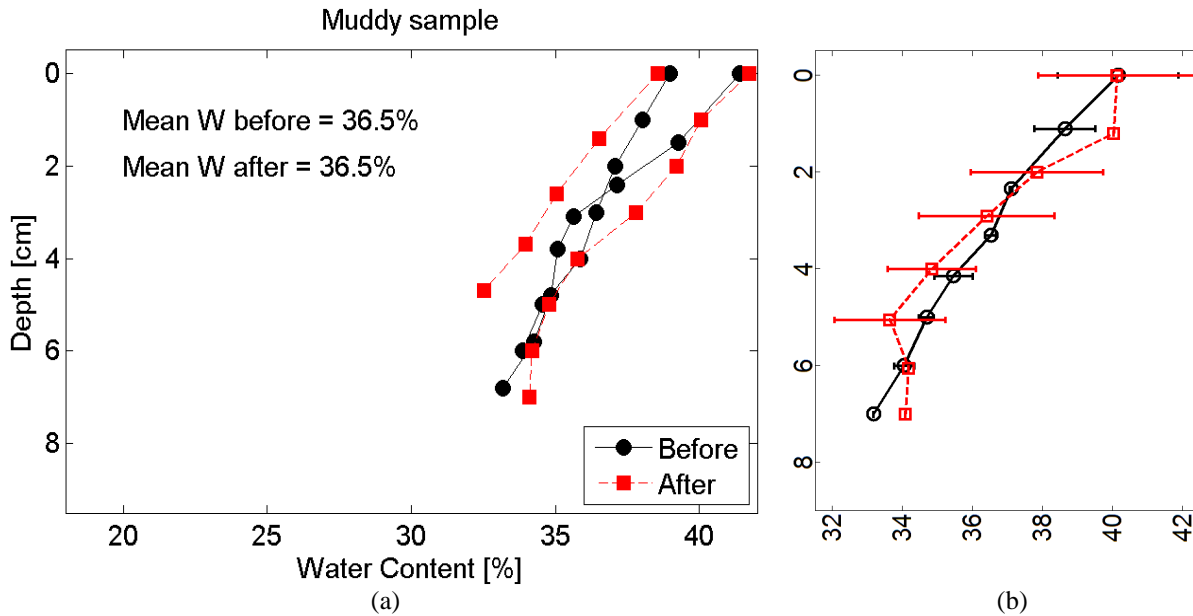 Muddy sample
0
2
4
6
8
Depth [cm]
Mean W before = 36.5%
Mean W after = 36.5%
Before
After
20
25
30
35
40
Water Content [%]
(a)
0
2
4
6
8
32
34
36
38
40
42
(b)